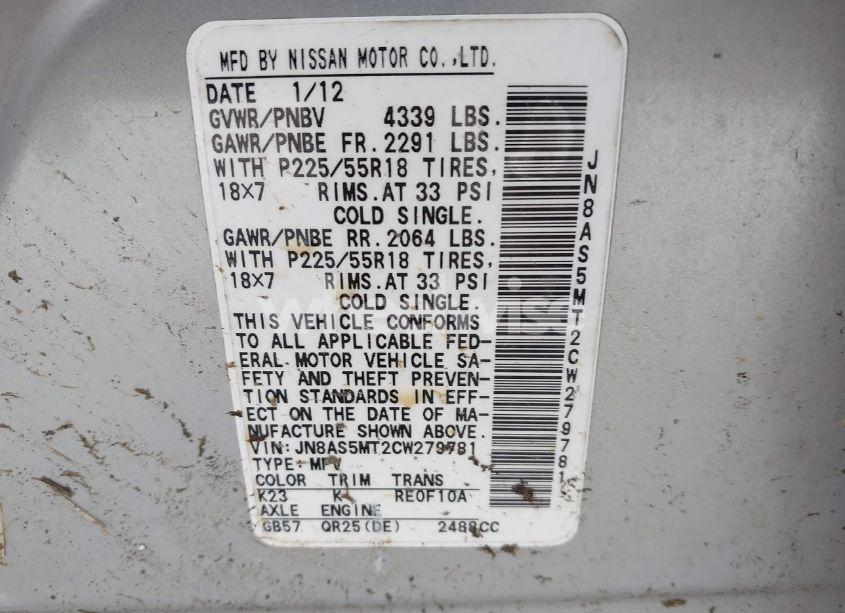 MFD BY NISSAN MOTOR CO.,LTD.
DATE 1/12
GVWR/PNBV 4339 LBS.
GAWR/PNBE FR.2291 LBS.
WITH P225/55R18 TIRES,
18X7 RIMS.AT 33 PSI
COLD SINGLE.
GAWR/PNBE RR.2064 LBS.
WITH P225/55R18 TIRES,
18X7 RIMS.AT 33 PSI
COLD SINGLE.
THIS VEHICLE CONFORMS
TO ALL APPLICABLE FED-
ERAL MOTOR VEHICLE SA-
FETY AND THEFT PREVEN-
TION STANDARDS IN EFF-
ECT ON THE DATE OF MA-
NUFACTURE SHOWN ABOVE.
VIN:JN8AS5MT2CW279781
TYPE:MPV
COLOR TRIM TRANS
K23 K RE0F10A
AXLE ENGINE
GB57 QR25(DE) 2488CC
JN8AS5MT2CW279781